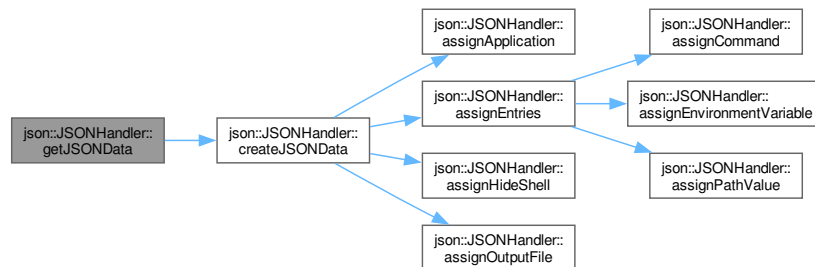 json::JSONHandler::
getJSONData
json::JSONHandler::
createJSONData
json::JSONHandler::
assignApplication
json::JSONHandler::
assignEntries
json::JSONHandler::
assignHideShell
json::JSONHandler::
assignOutputFile
json::JSONHandler::
assignCommand
json::JSONHandler::
assignEnvironmentVariable
json::JSONHandler::
assignPathValue